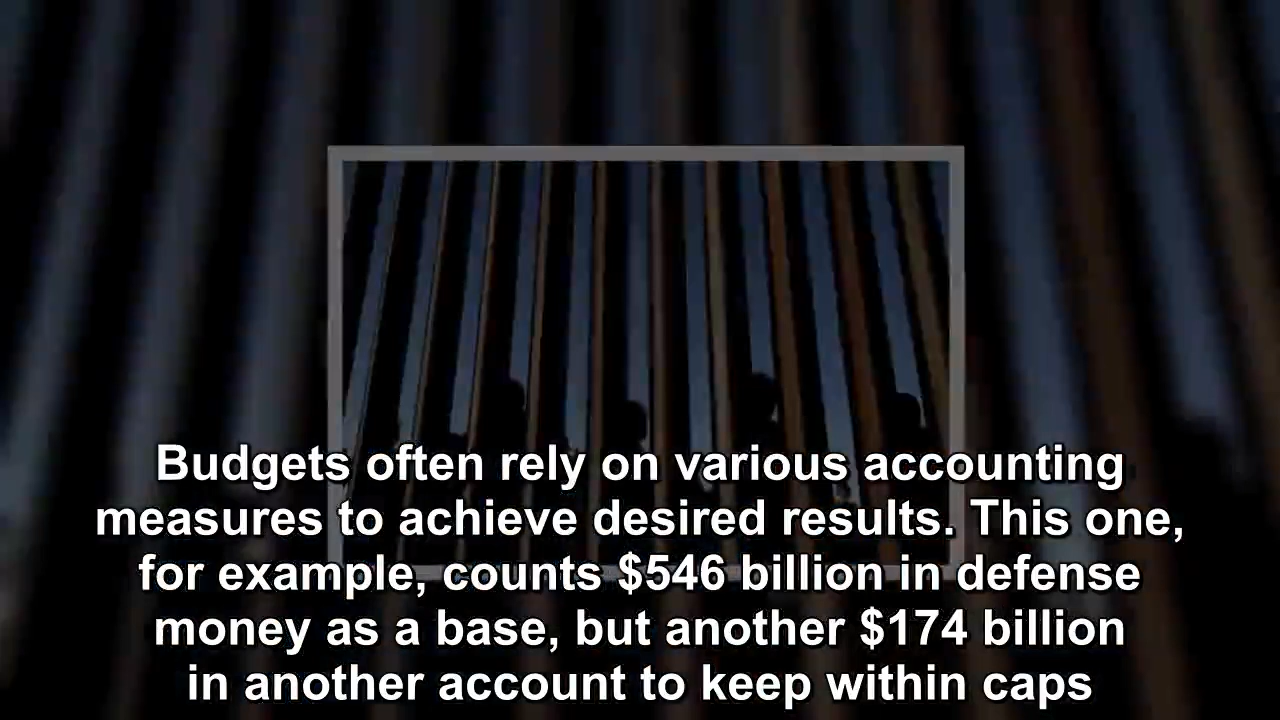 Budgets often rely on various accounting
measures to achieve desired results. This one,
for example, counts $546 billion in defense
money as a base, but another $174 billion
in another account to keep within caps